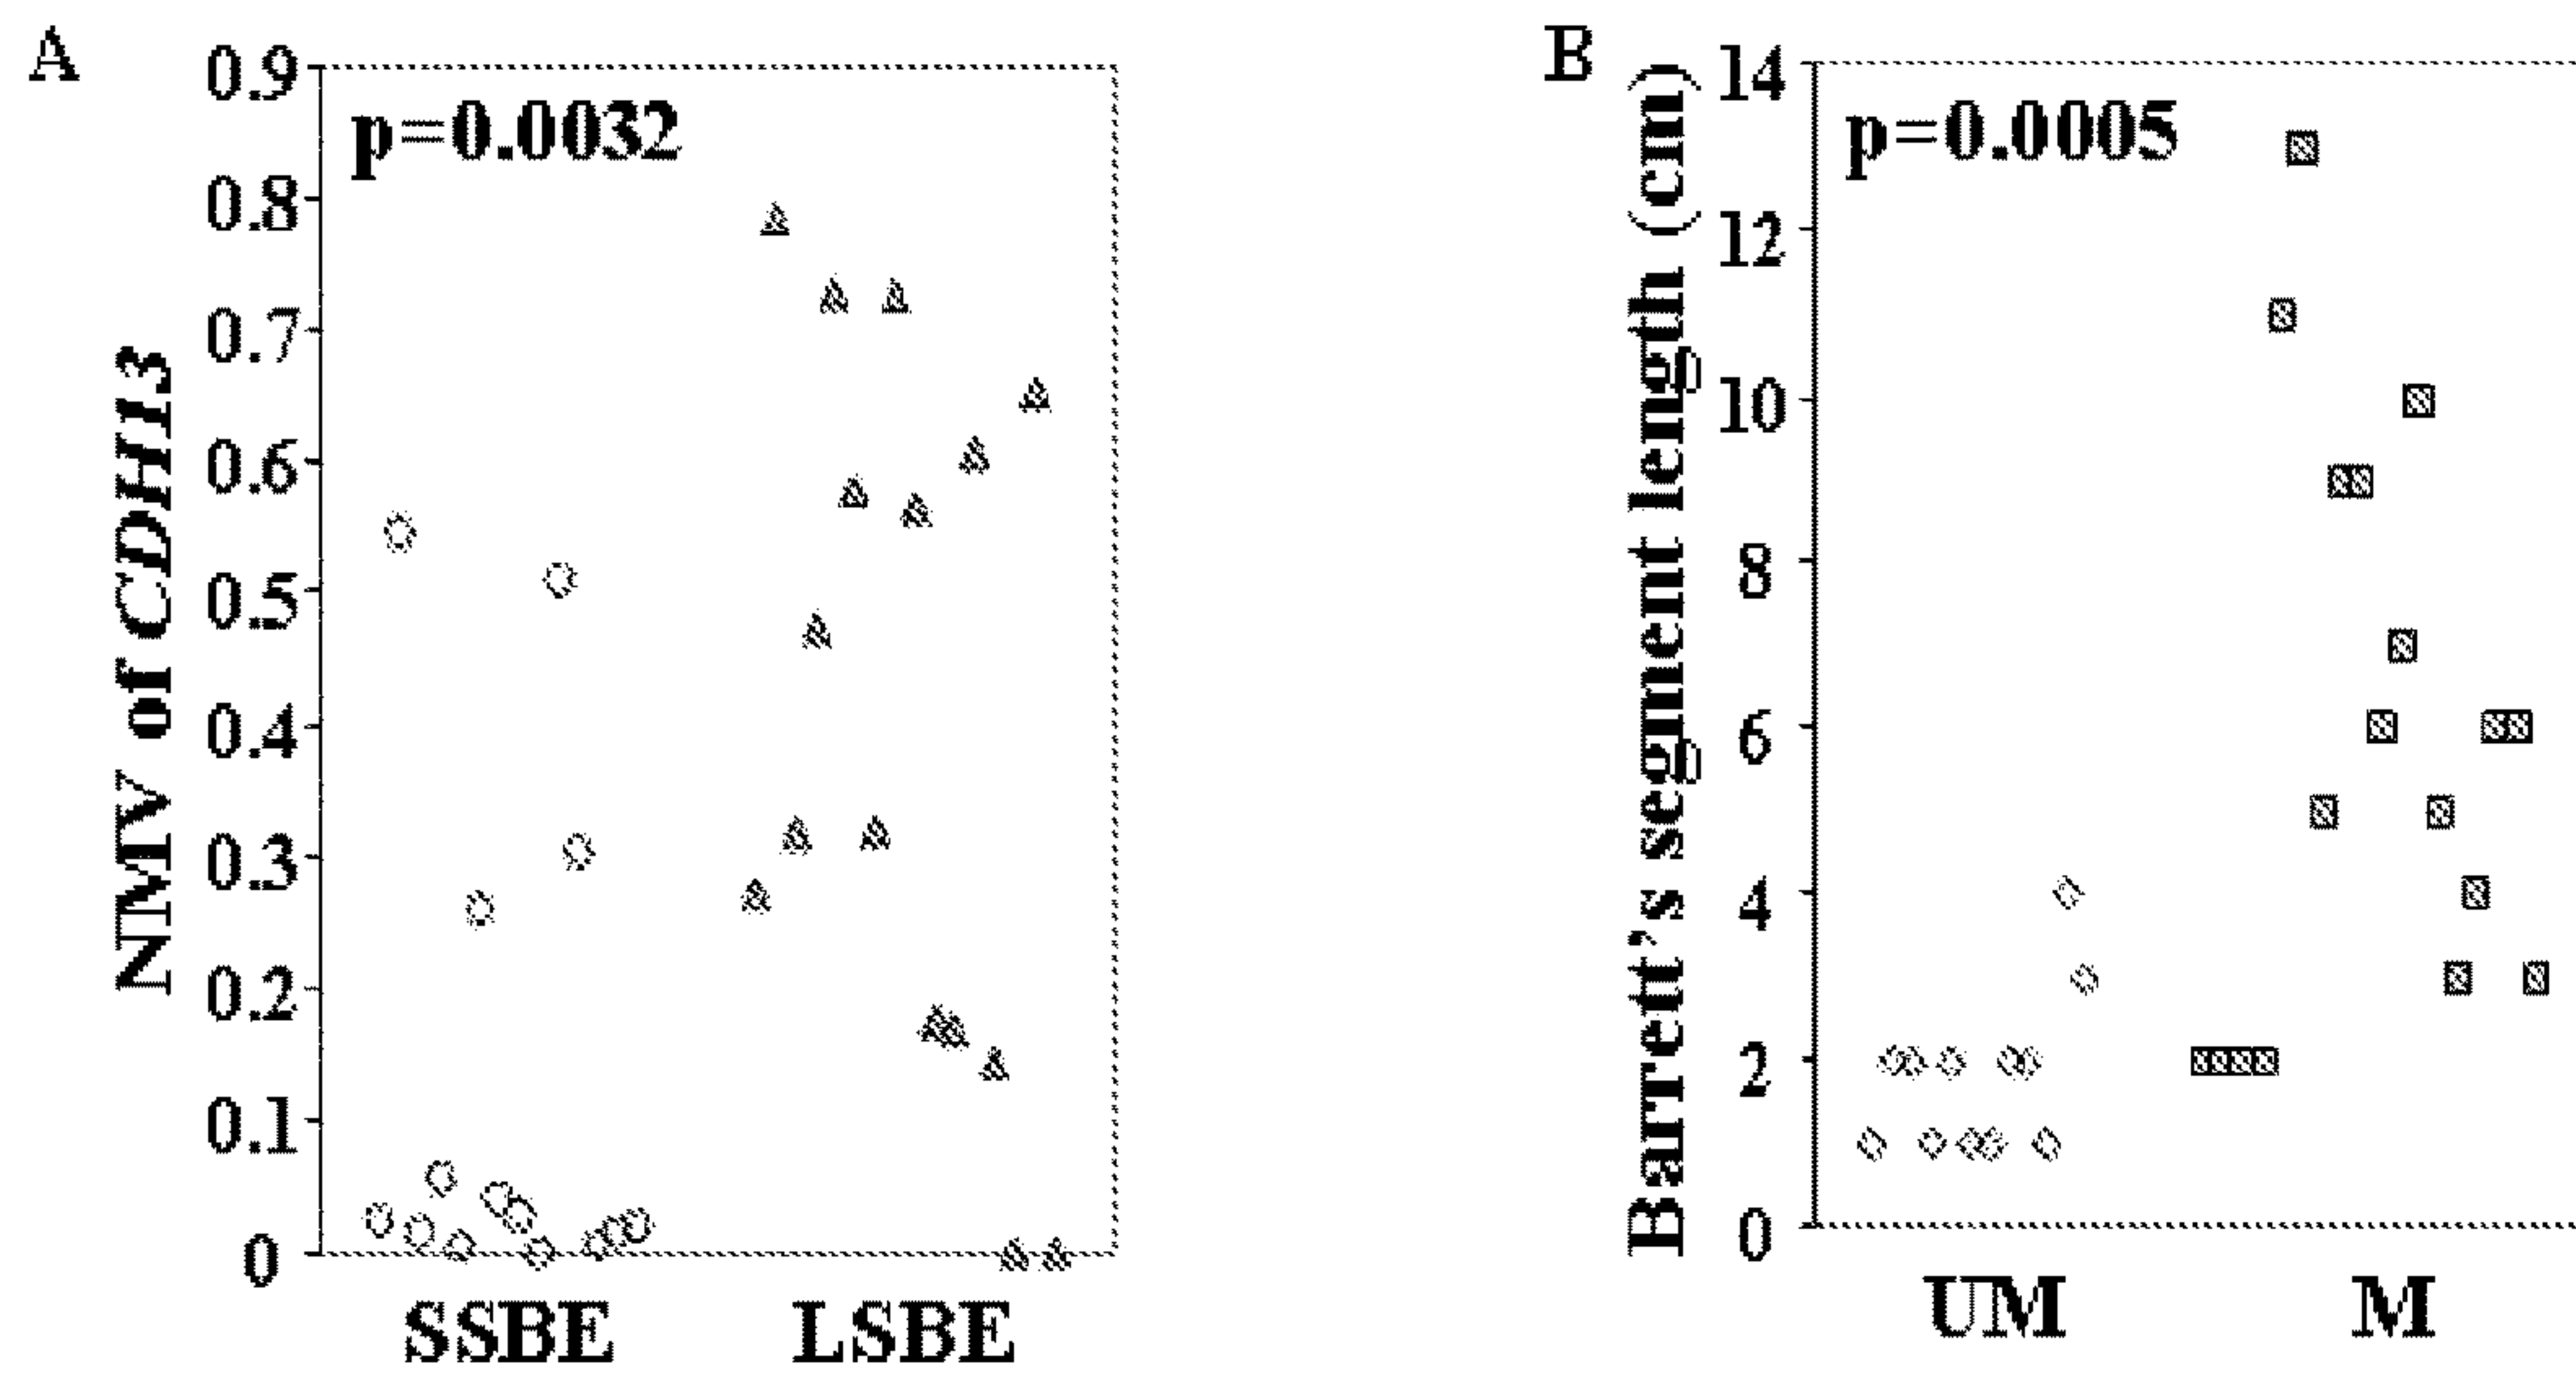 A
NMV of CDH13
0.9
0.8
0.7
0.6
0.5
0.4
0.3
0.2
0.1
0
p=0.0032
SSBE
LSBE
B
Barrett's segment length (cm)
14
12
10
8
6
4
2
0
p=0.0005
UM
M